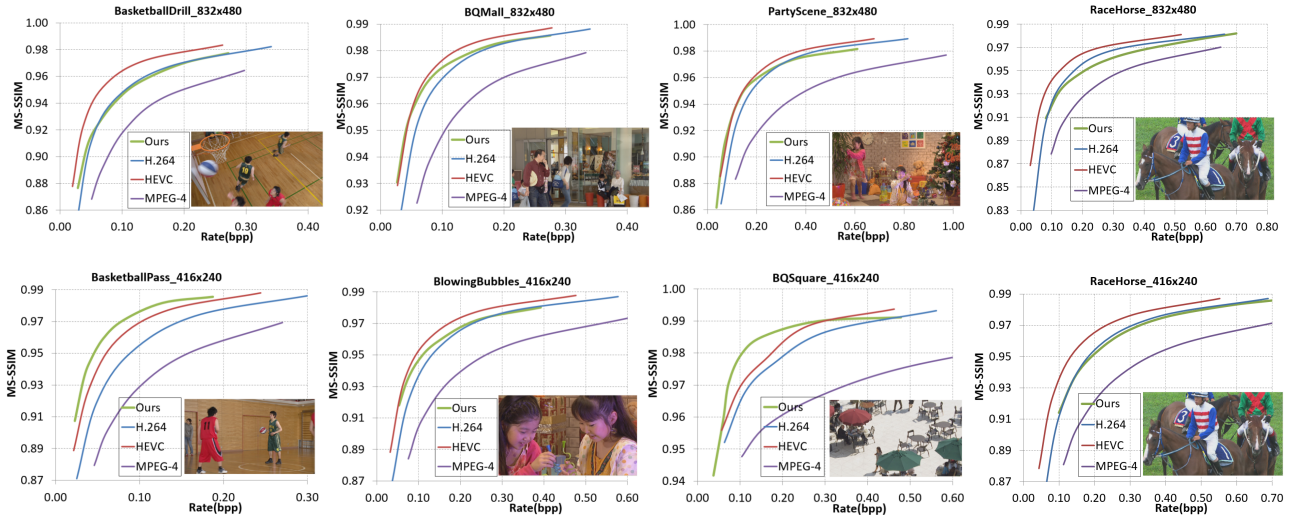 BasketballDrill_832x480
MS-SSIM
1.00
0.98
0.96
0.94
0.92
0.90
0.88
0.86
Ours
H.264
HEVC
MPEG-4
0.00 0.10 0.20 0.30 0.40
Rate(bpp)
BQMall_832x480
MS-SSIM
0.99
0.98
0.97
0.96
0.95
0.94
0.93
0.92
Ours
H.264
HEVC
MPEG-4
0.00 0.10 0.20 0.30 0.40
Rate(bpp)
PartyScene_832x480
MS-SSIM
1.00
0.98
0.96
0.94
0.92
0.90
0.88
0.86
Ours
H.264
HEVC
MPEG-4
0.00 0.20 0.40 0.60 0.80 1.00
Rate(bpp)
RaceHorse_832x480
MS-SSIM
0.99
0.97
0.95
0.93
0.91
0.89
0.87
0.85
0.83
Ours
H.264
HEVC
MPEG-4
0.00 0.10 0.20 0.30 0.40 0.50 0.60 0.70 0.80
Rate(bpp)
BasketballPass_416x240
MS-SSIM
0.99
0.97
0.95
0.93
0.91
0.89
0.87
Ours
H.264
HEVC
MPEG-4
0.00 0.10 0.20 0.30
Rate(bpp)
BlowingBubbles_416x240
MS-SSIM
0.99
0.97
0.95
0.93
0.91
0.89
0.87
Ours
H.264
HEVC
MPEG-4
0.00 0.10 0.20 0.30 0.40 0.50 0.60
Rate(bpp)
BQSquare_416x240
MS-SSIM
1.00
0.99
0.98
0.97
0.96
0.95
0.94
Ours
H.264
HEVC
MPEG-4
0.00 0.10 0.20 0.30 0.40 0.50 0.60
Rate(bpp)
RaceHorse_416x240
MS-SSIM
0.99
0.97
0.95
0.93
0.91
0.89
0.87
Ours
H.264
HEVC
MPEG-4
0.00 0.10 0.20 0.30 0.40 0.50 0.60 0.70
Rate(bpp)